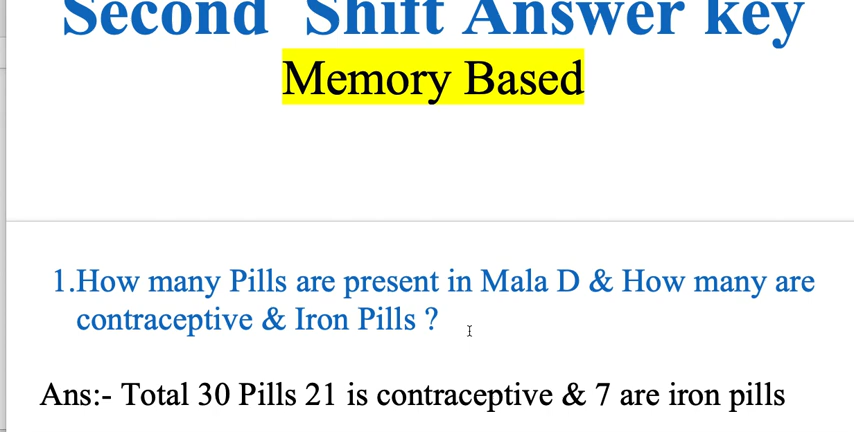 Second Shift Answer key
Memory Based
1.How many Pills are present in Mala D & How many are
contraceptive & Iron Pills ?
Ans:- Total 30 Pills 21 is contraceptive & 7 are iron pills